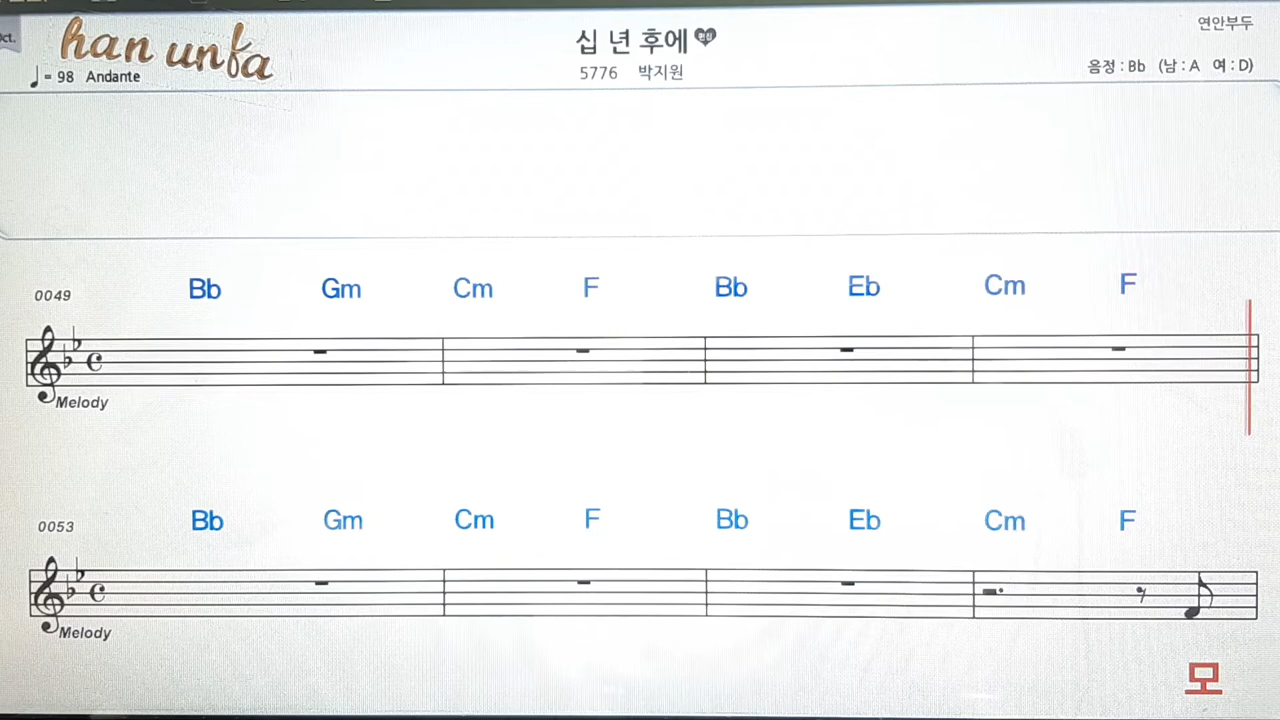 han unfa
♩= 98 Andante
십 년 후에
5776 박지원
연안부두
음정 : Bb (남 : A 여 : D)
0049 Bb Gm Cm F Bb Eb Cm F
Melody
0053 Bb Gm Cm F Bb Eb Cm F
Melody
모